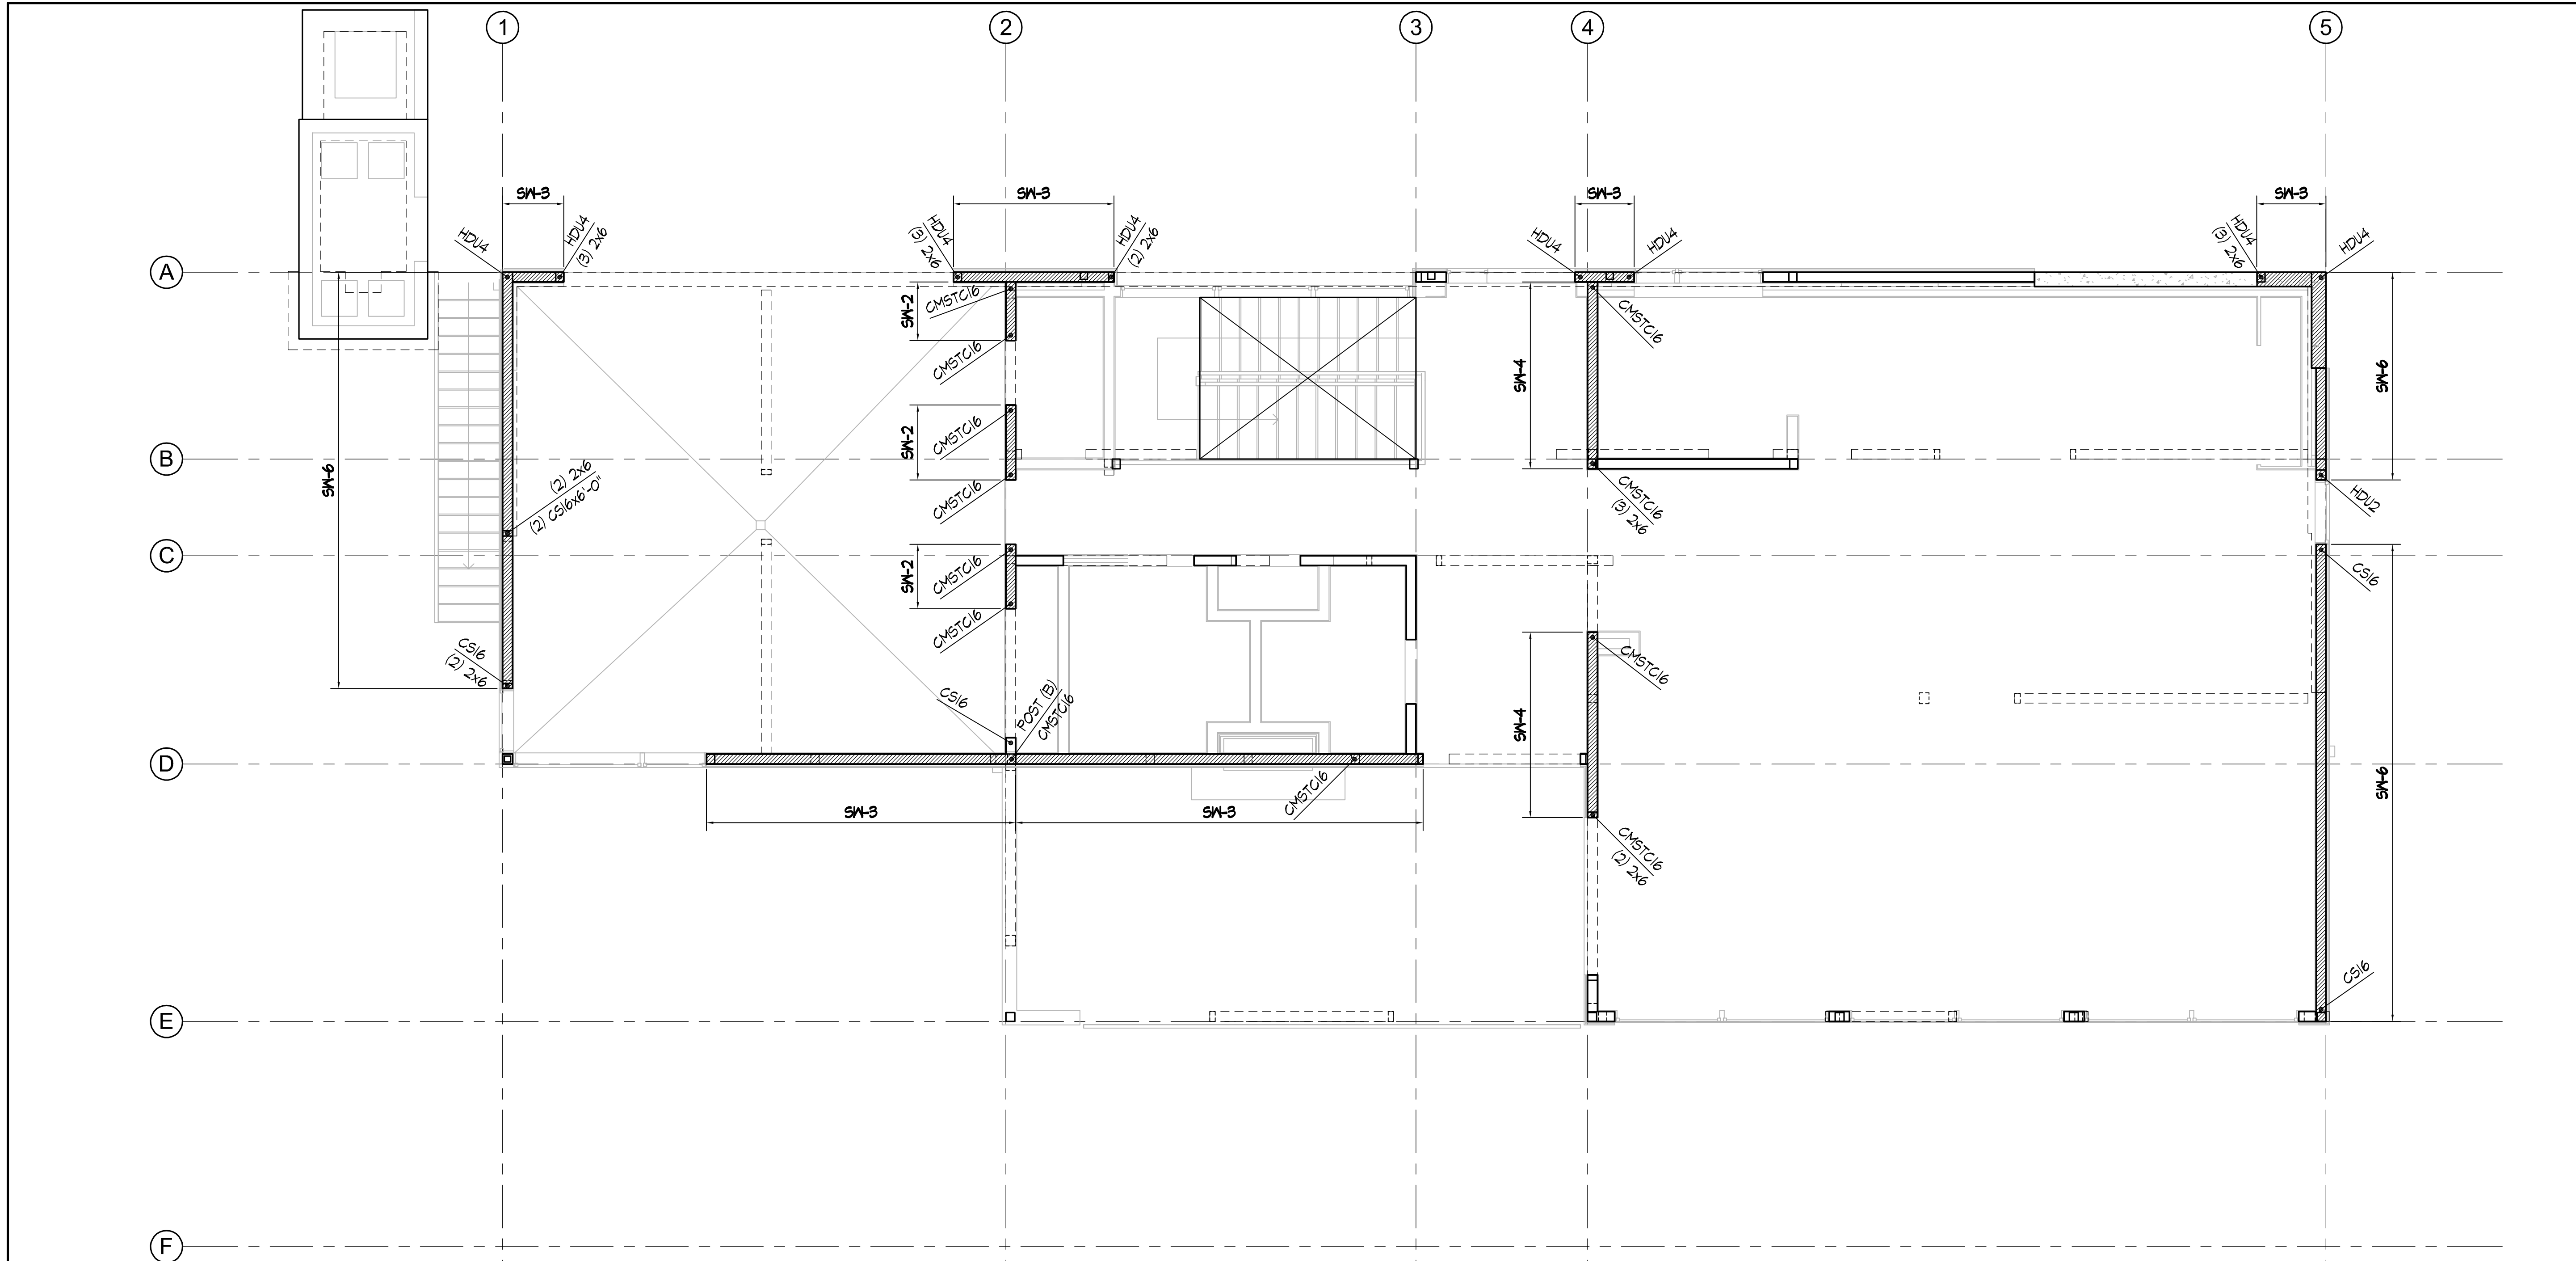 1
2
3
4
5
SW-3
SW-3
SW-3
SW-3
HDU4
HDU4
(3) 2x6
HDU4
(3) 2x6
HDU4
(2) 2x6
HDU4
HDU4
HDU4
(3) 2x6
HDU4
A
SW-2
CMSTC16
CMSTC16
CMSTC16
SW-4
SW-6
SW-2
CMSTC16
CMSTC16
B
SW-6
(2) 2x6
(2) CS16x6'-0"
CMSTC16
(3) 2x6
HDU2
C
SW-2
CMSTC16
CMSTC16
CS16
CS16
(2) 2x6
CS16
POST (B)
CMSTC16
CMSTC16
SW-4
D
SW-3
SW-3
CMSTC16
SW-6
CMSTC16
(2) 2x6
CS16
E
F